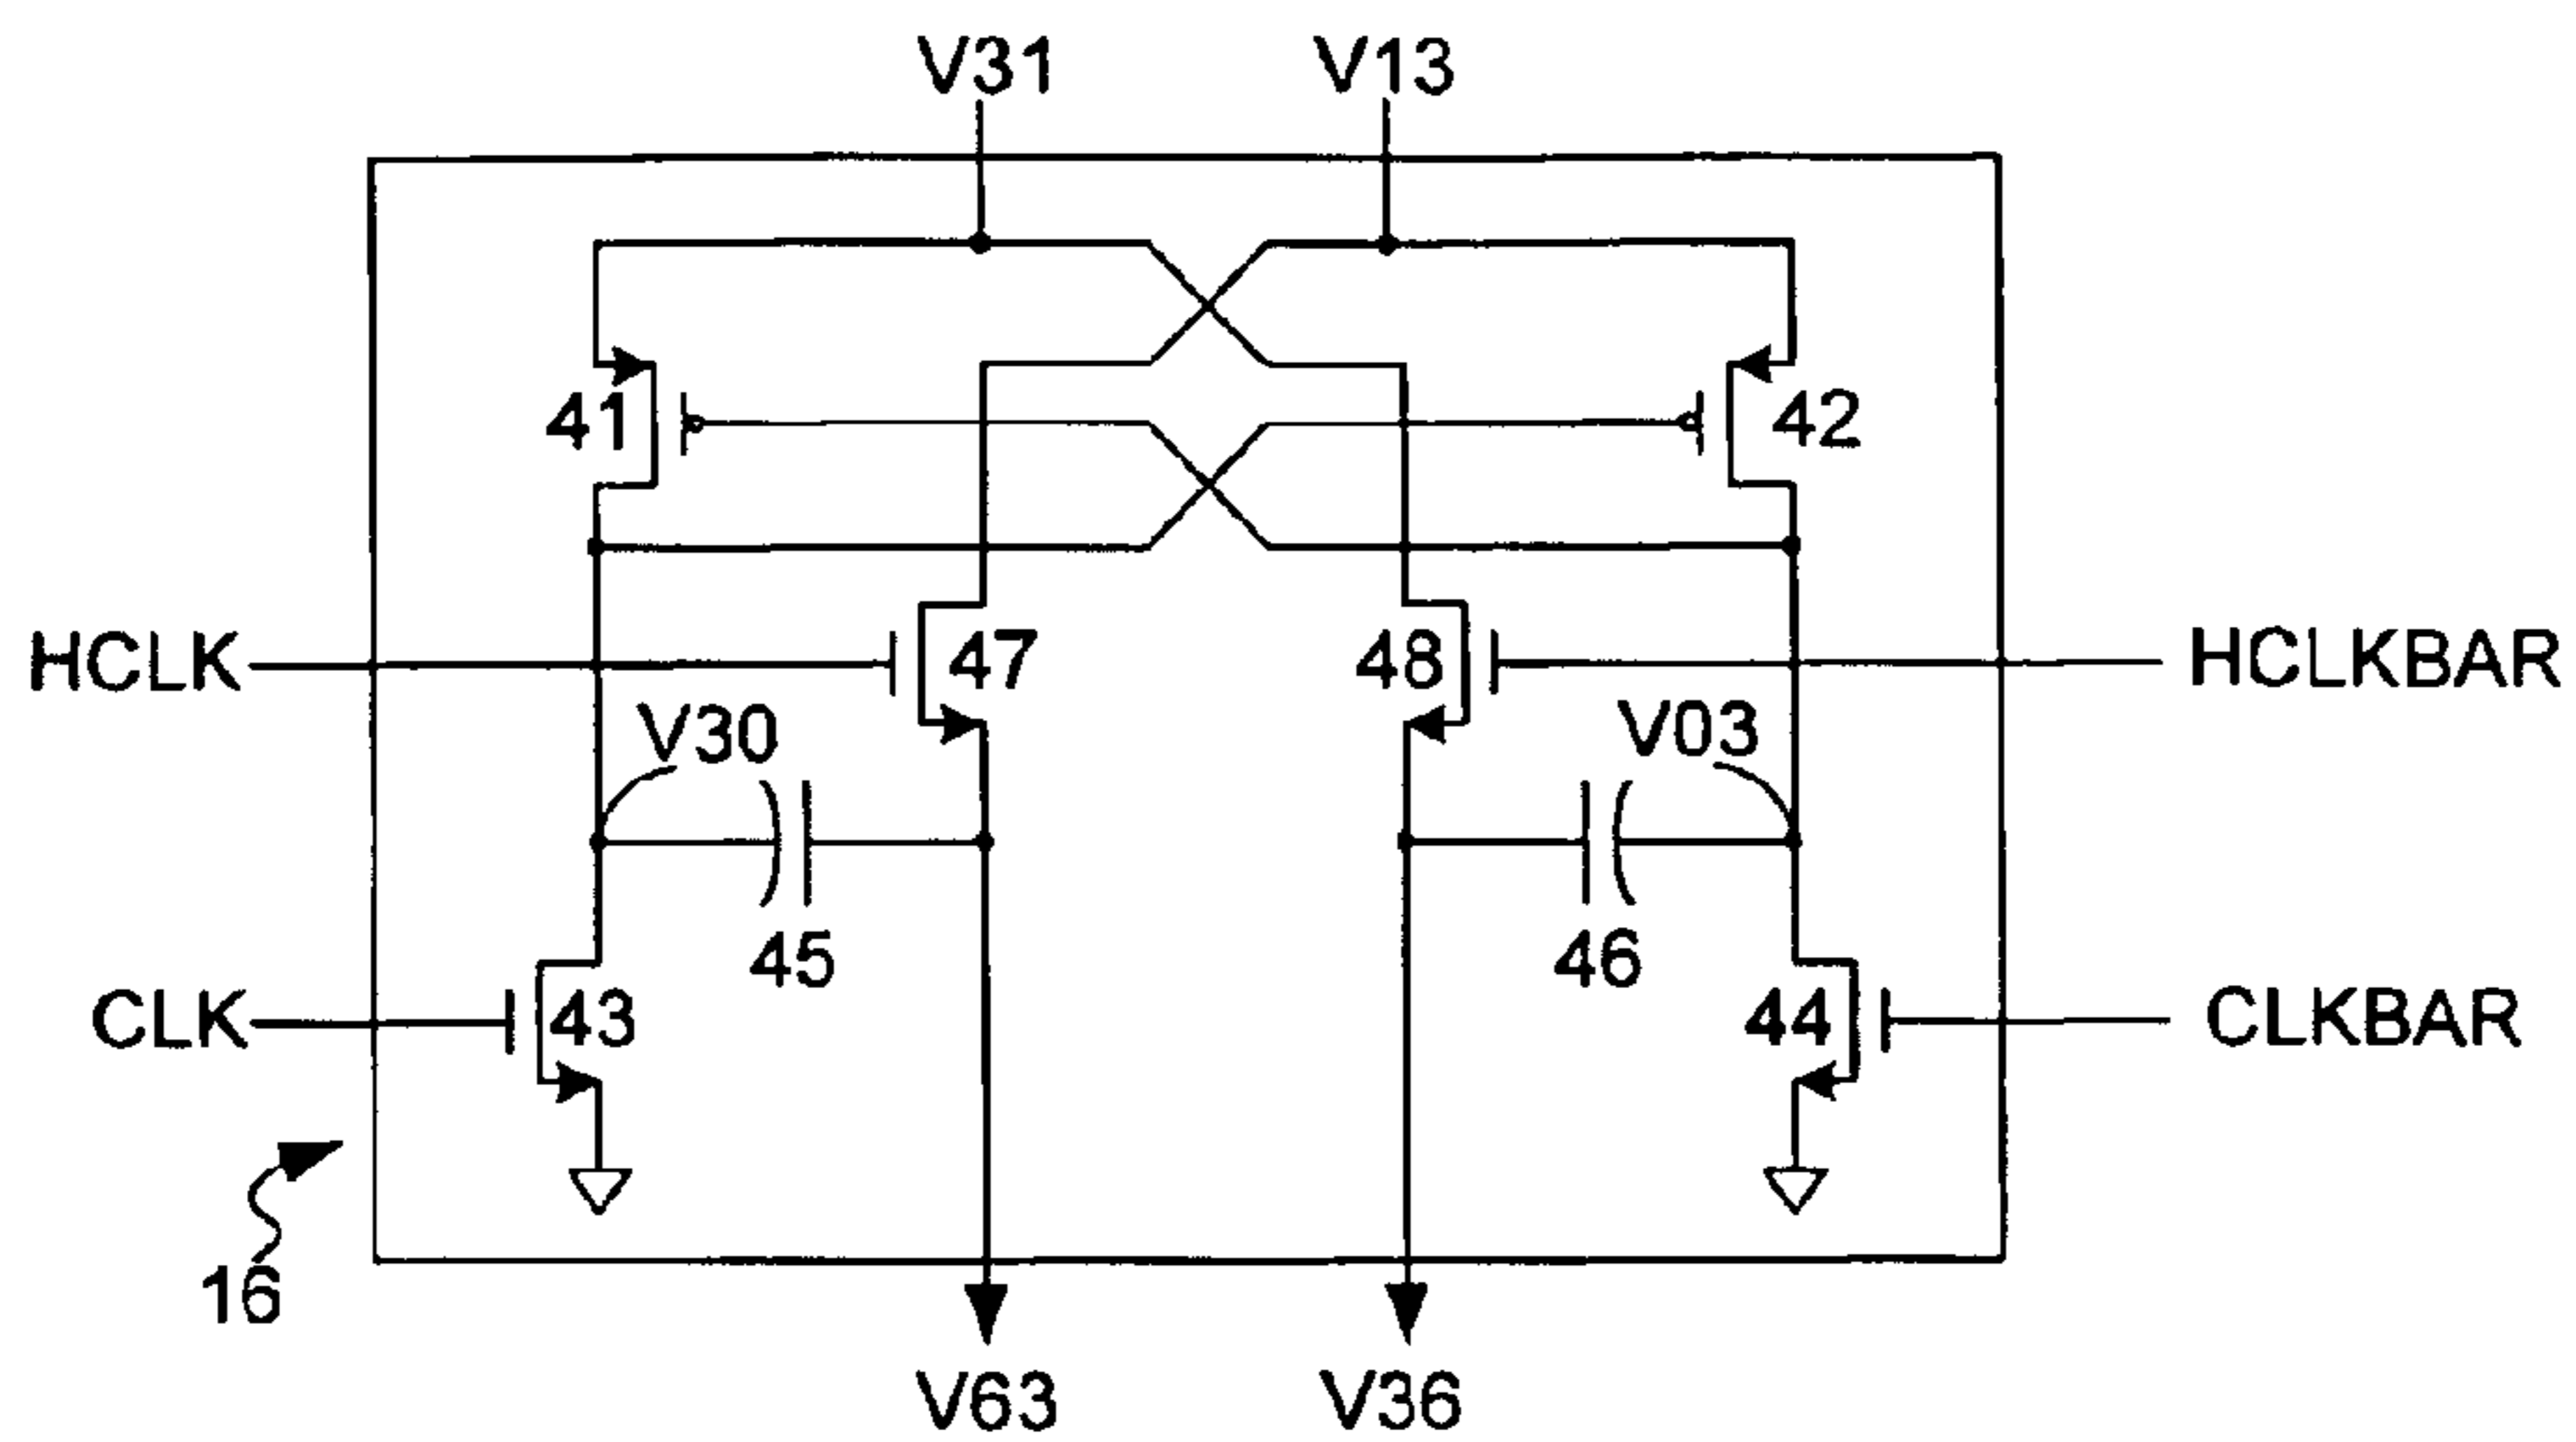 V31 V13
41 42
HCLK 47 48 HCLKBAR
V30 V03
45 46
CLK 43 44 CLKBAR
16
V63 V36